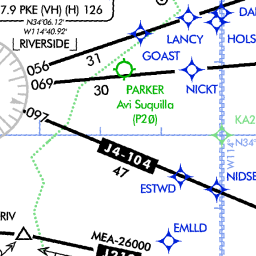 7.9 PKE (VH) (H) 126
N34°06.12'
W114°40.92'
RIVERSIDE
DA
LANCY
HOLS
GOAST
056
31
069
30
PARKER
Avi Suquilla
(P20)
NICKT
097
KA2
N34°
W114°
J4-104
47
ESTWD
NIDSE
RIV
MEA-26000
EMLLD